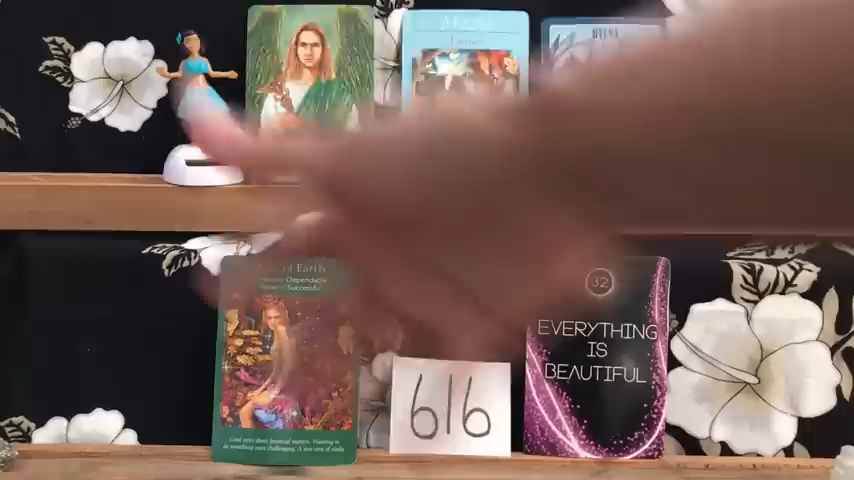 of Earth
Dependable
Successful
32
EVERYTHING
IS
BEAUTIFUL
616
Good news about financial matters. Wanting to
do something more challenging. A new area of study.